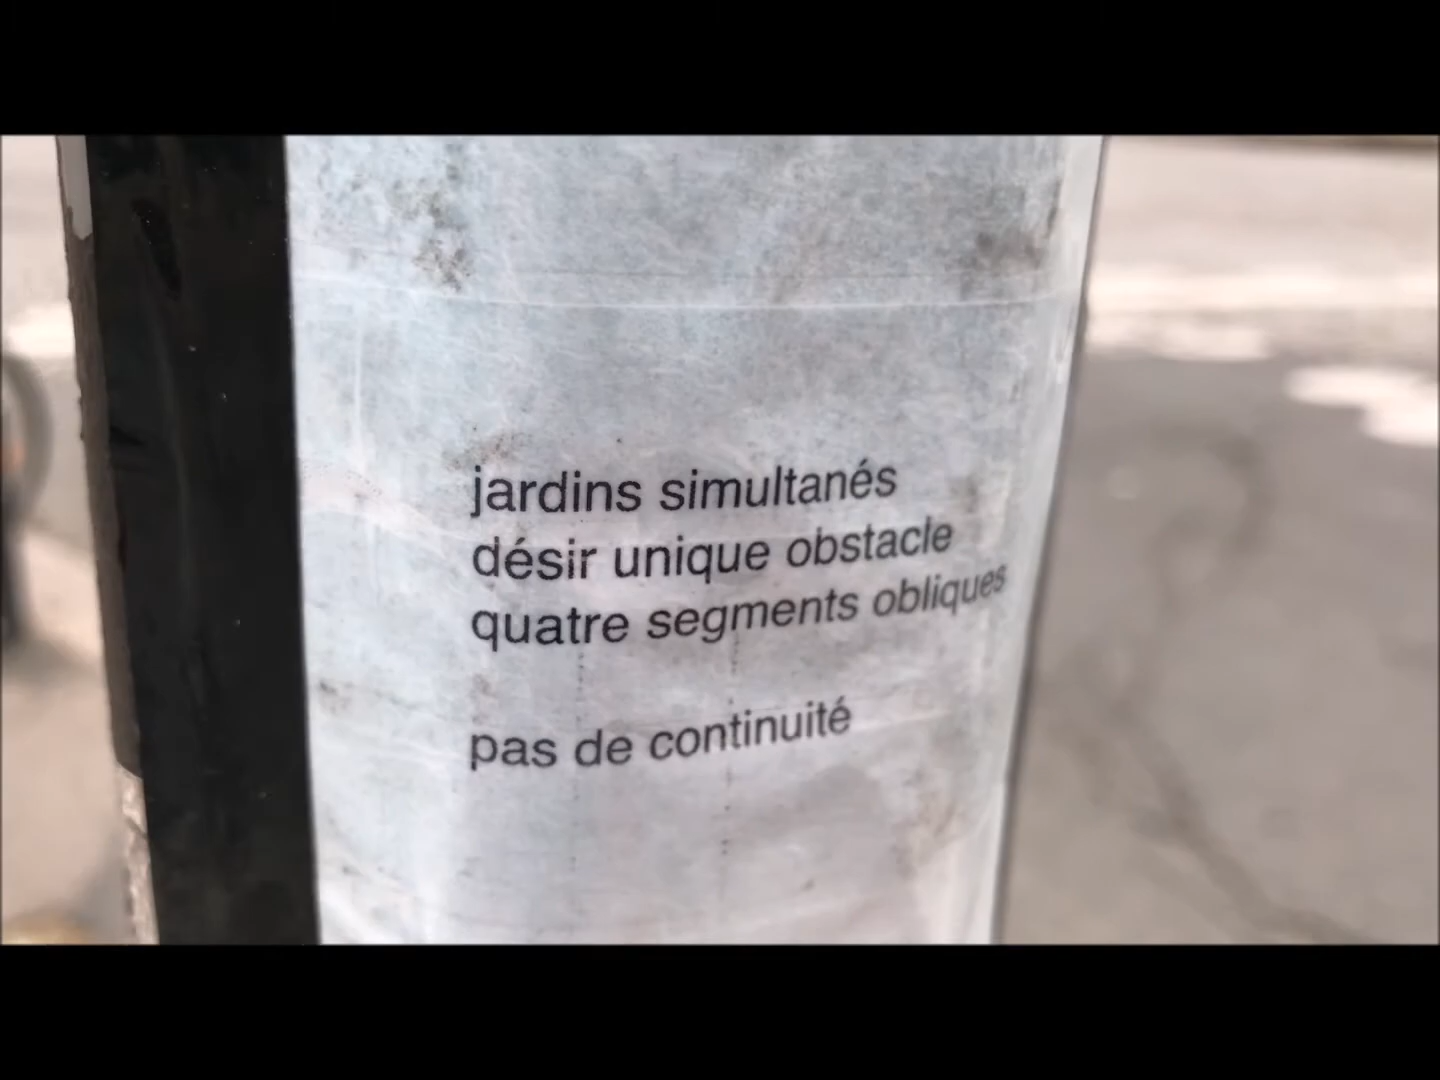 jardins simultanés
désir unique obstacle
quatre segments obliques
pas de continuité